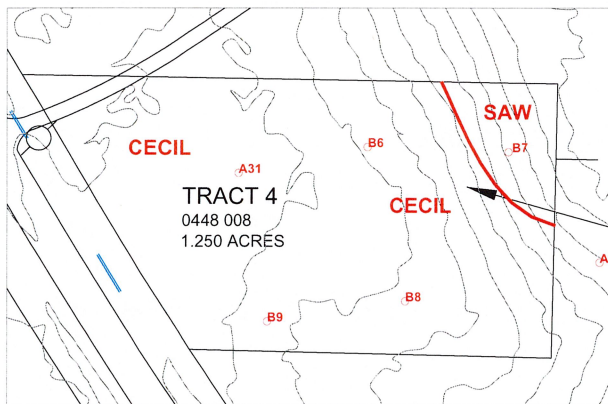 SAW
CECIL
B6
B7
A31
TRACT 4
CECIL
0448 008
1.250 ACRES
A
B8
B9